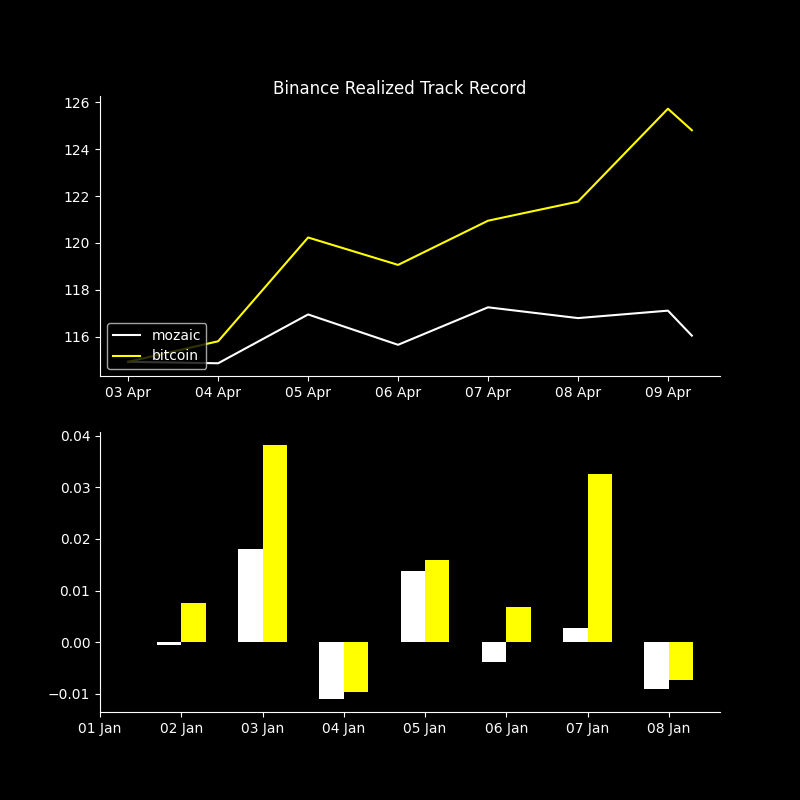 Binance Realized Track Record
126
124
122
120
118
116
mozaic
bitcoin
03 Apr 04 Apr 05 Apr 06 Apr 07 Apr 08 Apr 09 Apr
0.04
0.03
0.02
0.01
0.00
−0.01
01 Jan 02 Jan 03 Jan 04 Jan 05 Jan 06 Jan 07 Jan 08 Jan